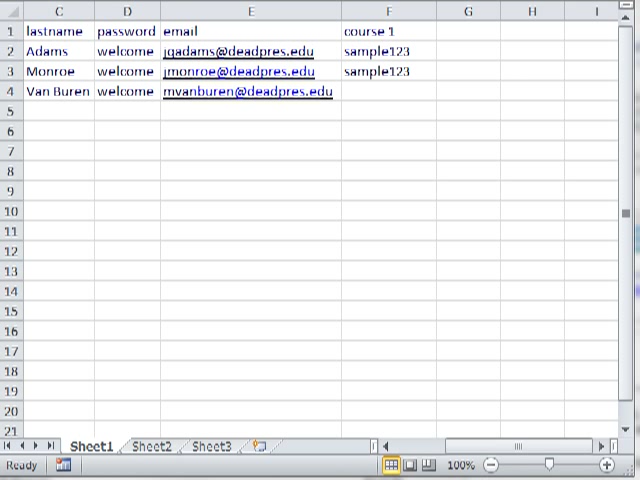 C D E F G H I
1 lastname password email course 1
2 Adams welcome jqadams@deadpres.edu sample123
3 Monroe welcome jmonroe@deadpres.edu sample123
4 Van Buren welcome mvanburen@deadpres.edu
5
6
7
8
9
10
11
12
13
14
15
16
17
18
19
20
21
Sheet1 Sheet2 Sheet3
Ready 100%